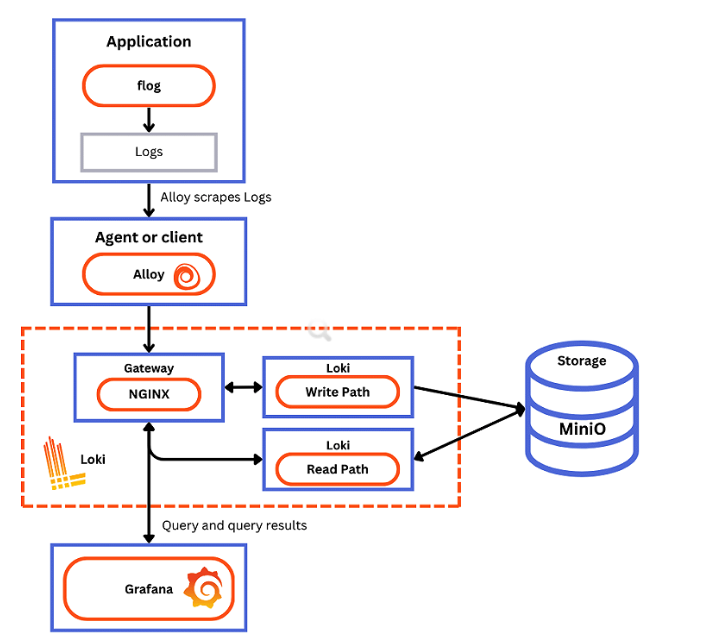 Application
flog
Logs
Alloy scrapes Logs
Agent or client
Alloy
Gateway
NGINX
Loki
Write Path
Loki
Read Path
Loki
Storage
MiniO
Query and query results
Grafana